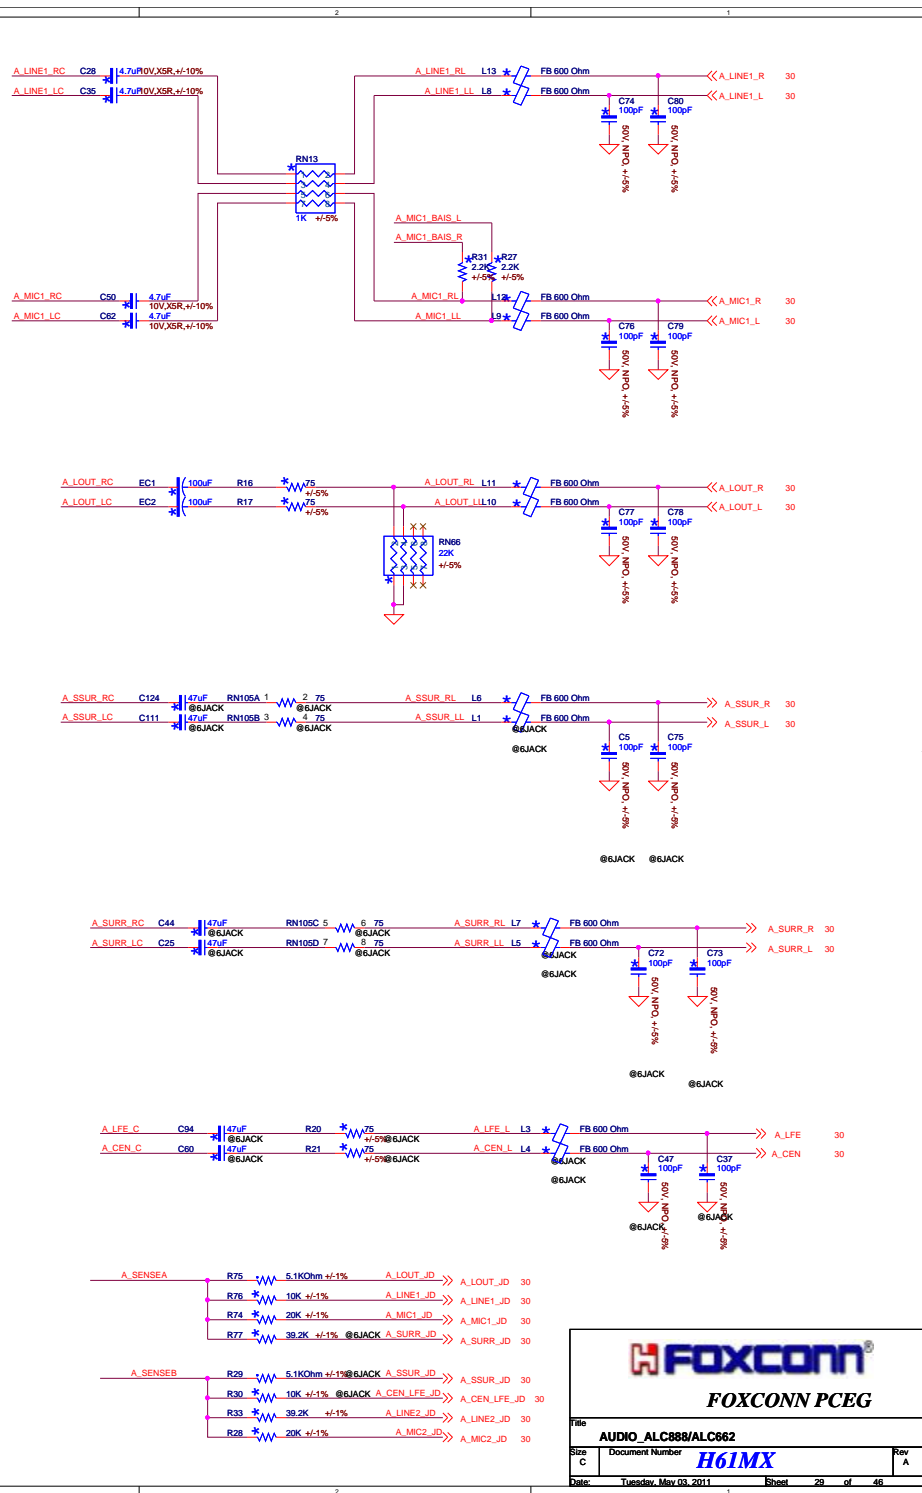 2 1
A_LINE1_RC C28 4.7uF 10V,X5R,+/-10% A_LINE1_RL L13 FB 600 Ohm A_LINE1_R 30
A_LINE1_LC C35 4.7uF 10V,X5R,+/-10% A_LINE1_LL L8 FB 600 Ohm A_LINE1_L 30
C74 C80
100pF 100pF
50V, NPO, +/-5% 50V, NPO, +/-5%
RN13
1K +/-5%
A_MIC1_BAIS_L
A_MIC1_BAIS_R
R31 R27
2.2K 2.2K
+/-5% +/-5%
A_MIC1_RC C50 4.7uF A_MIC1_RL L12 FB 600 Ohm A_MIC1_R 30
10V,X5R,+/-10%
A_MIC1_LC C62 4.7uF A_MIC1_LL L9 FB 600 Ohm A_MIC1_L 30
10V,X5R,+/-10%
C76 C79
100pF 100pF
50V, NPO, +/-5% 50V, NPO, +/-5%
A_LOUT_RC EC1 100uF R16 75 A_LOUT_RL L11 FB 600 Ohm A_LOUT_R 30
+/-5%
A_LOUT_LC EC2 100uF R17 75 A_LOUT_LL L10 FB 600 Ohm A_LOUT_L 30
+/-5%
C77 C78
100pF 100pF
50V, NPO, +/-5% 50V, NPO, +/-5%
RN66
22K
+/-5%
A_SSUR_RC C124 47uF RN105A 1 2 75 A_SSUR_RL L6 FB 600 Ohm A_SSUR_R 30
@6JACK @6JACK
A_SSUR_LC C111 47uF RN105B 3 4 75 A_SSUR_LL L1 FB 600 Ohm A_SSUR_L 30
@6JACK @6JACK @6JACK
@6JACK
C5 C75
100pF 100pF
50V, NPO, +/-5% 50V, NPO, +/-5%
@6JACK @6JACK
A_SURR_RC C44 47uF RN105C 5 6 75 A_SURR_RL L7 FB 600 Ohm A_SURR_R 30
@6JACK @6JACK
A_SURR_LC C25 47uF RN105D 7 8 75 A_SURR_LL L5 FB 600 Ohm A_SURR_L 30
@6JACK @6JACK @6JACK
@6JACK
C72 C73
100pF 100pF
50V, NPO, +/-5% 50V, NPO, +/-5%
@6JACK
@6JACK
A_LFE_C C94 47uF R20 75 A_LFE_L L3 FB 600 Ohm A_LFE 30
@6JACK +/-5% @6JACK
A_CEN_C C60 47uF R21 75 A_CEN_L L4 FB 600 Ohm A_CEN 30
@6JACK +/-5% @6JACK @6JACK
@6JACK
C47 C37
100pF 100pF
50V, NPO, +/-5% 50V, NPO, +/-5%
@6JACK @6JACK
A_SENSEA R75 5.1KOhm +/-1% A_LOUT_JD A_LOUT_JD 30
R76 10K +/-1% A_LINE1_JD A_LINE1_JD 30
R74 20K +/-1% A_MIC1_JD A_MIC1_JD 30
R77 39.2K +/-1% @6JACK A_SURR_JD A_SURR_JD 30
A_SENSEB R29 5.1KOhm +/-1% @6JACK A_SSUR_JD A_SSUR_JD 30
R30 10K +/-1% @6JACK A_CEN_LFE_JD A_CEN_LFE_JD 30
R33 39.2K +/-1% A_LINE2_JD A_LINE2_JD 30
R28 20K +/-1% A_MIC2_JD A_MIC2_JD 30
FOXCONN®
FOXCONN PCEG
Title
AUDIO_ALC888/ALC662
Size Document Number Rev
C H61MX A
Date: Tuesday, May 03, 2011 Sheet 29 of 46
2